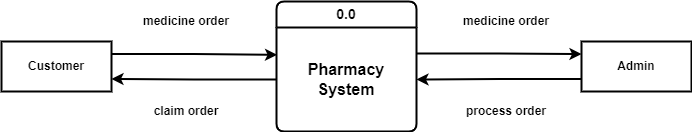 medicine order
0.0
medicine order
Customer
Pharmacy
System
Admin
claim order
process order